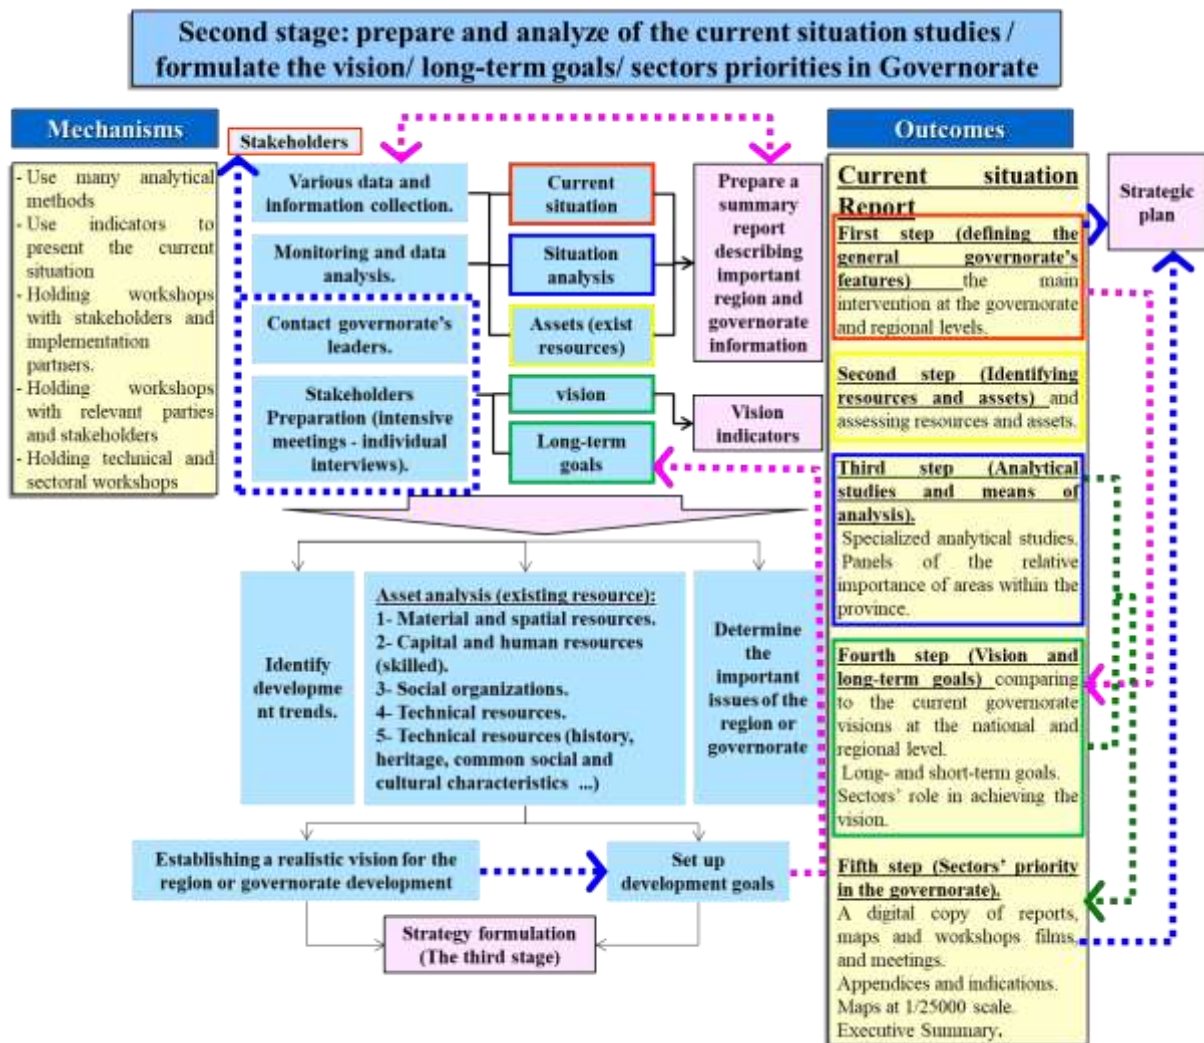 Second stage: prepare and analyze of the current situation studies /
formulate the vision/ long-term goals/ sectors priorities in Governorate
Mechanisms
- Use many analytical
methods
- Use indicators to
present the current
situation
- Holding workshops
with stakeholders and
implementation
partners.
- Holding workshops
with relevant parties
and stakeholders
- Holding technical and
sectoral workshops
Stakeholders
Various data and
information collection.
Monitoring and data
analysis.
Contact governorate's
leaders.
Stakeholders
Preparation (intensive
meetings - individual
interviews).
Current
situation
Situation
analysis
Assets (exist
resources)
vision
Long-term
goals
Prepare a
summary
report
describing
important
region and
governorate
information
Vision
indicators
Identify
developme
nt trends.
Asset analysis (existing resource):
1- Material and spatial resources.
2- Capital and human resources
(skilled).
3- Social organizations.
4- Technical resources.
5- Technical resources (history,
heritage, common social and
cultural characteristics ...)
Determine
the
important
issues of the
region or
governorate
Establishing a realistic vision for the
region or governorate development
Set up
development goals
Strategy formulation
(The third stage)
Outcomes
Current situation
Report
First step (defining the
general governorate's
features) the main
intervention at the governorate
and regional levels.
Second step (Identifying
resources and assets) and
assessing resources and assets.
Third step (Analytical
studies and means of
analysis).
Specialized analytical studies.
Panels of the relative
importance of areas within the
province.
Fourth step (Vision and
long-term goals) comparing
to the current governorate
visions at the national and
regional level.
Long- and short-term goals.
Sectors' role in achieving the
vision.
Fifth step (Sectors' priority
in the governorate).
A digital copy of reports,
maps and workshops films,
and meetings.
Appendices and indications.
Maps at 1/25000 scale.
Executive Summary.
Strategic
plan